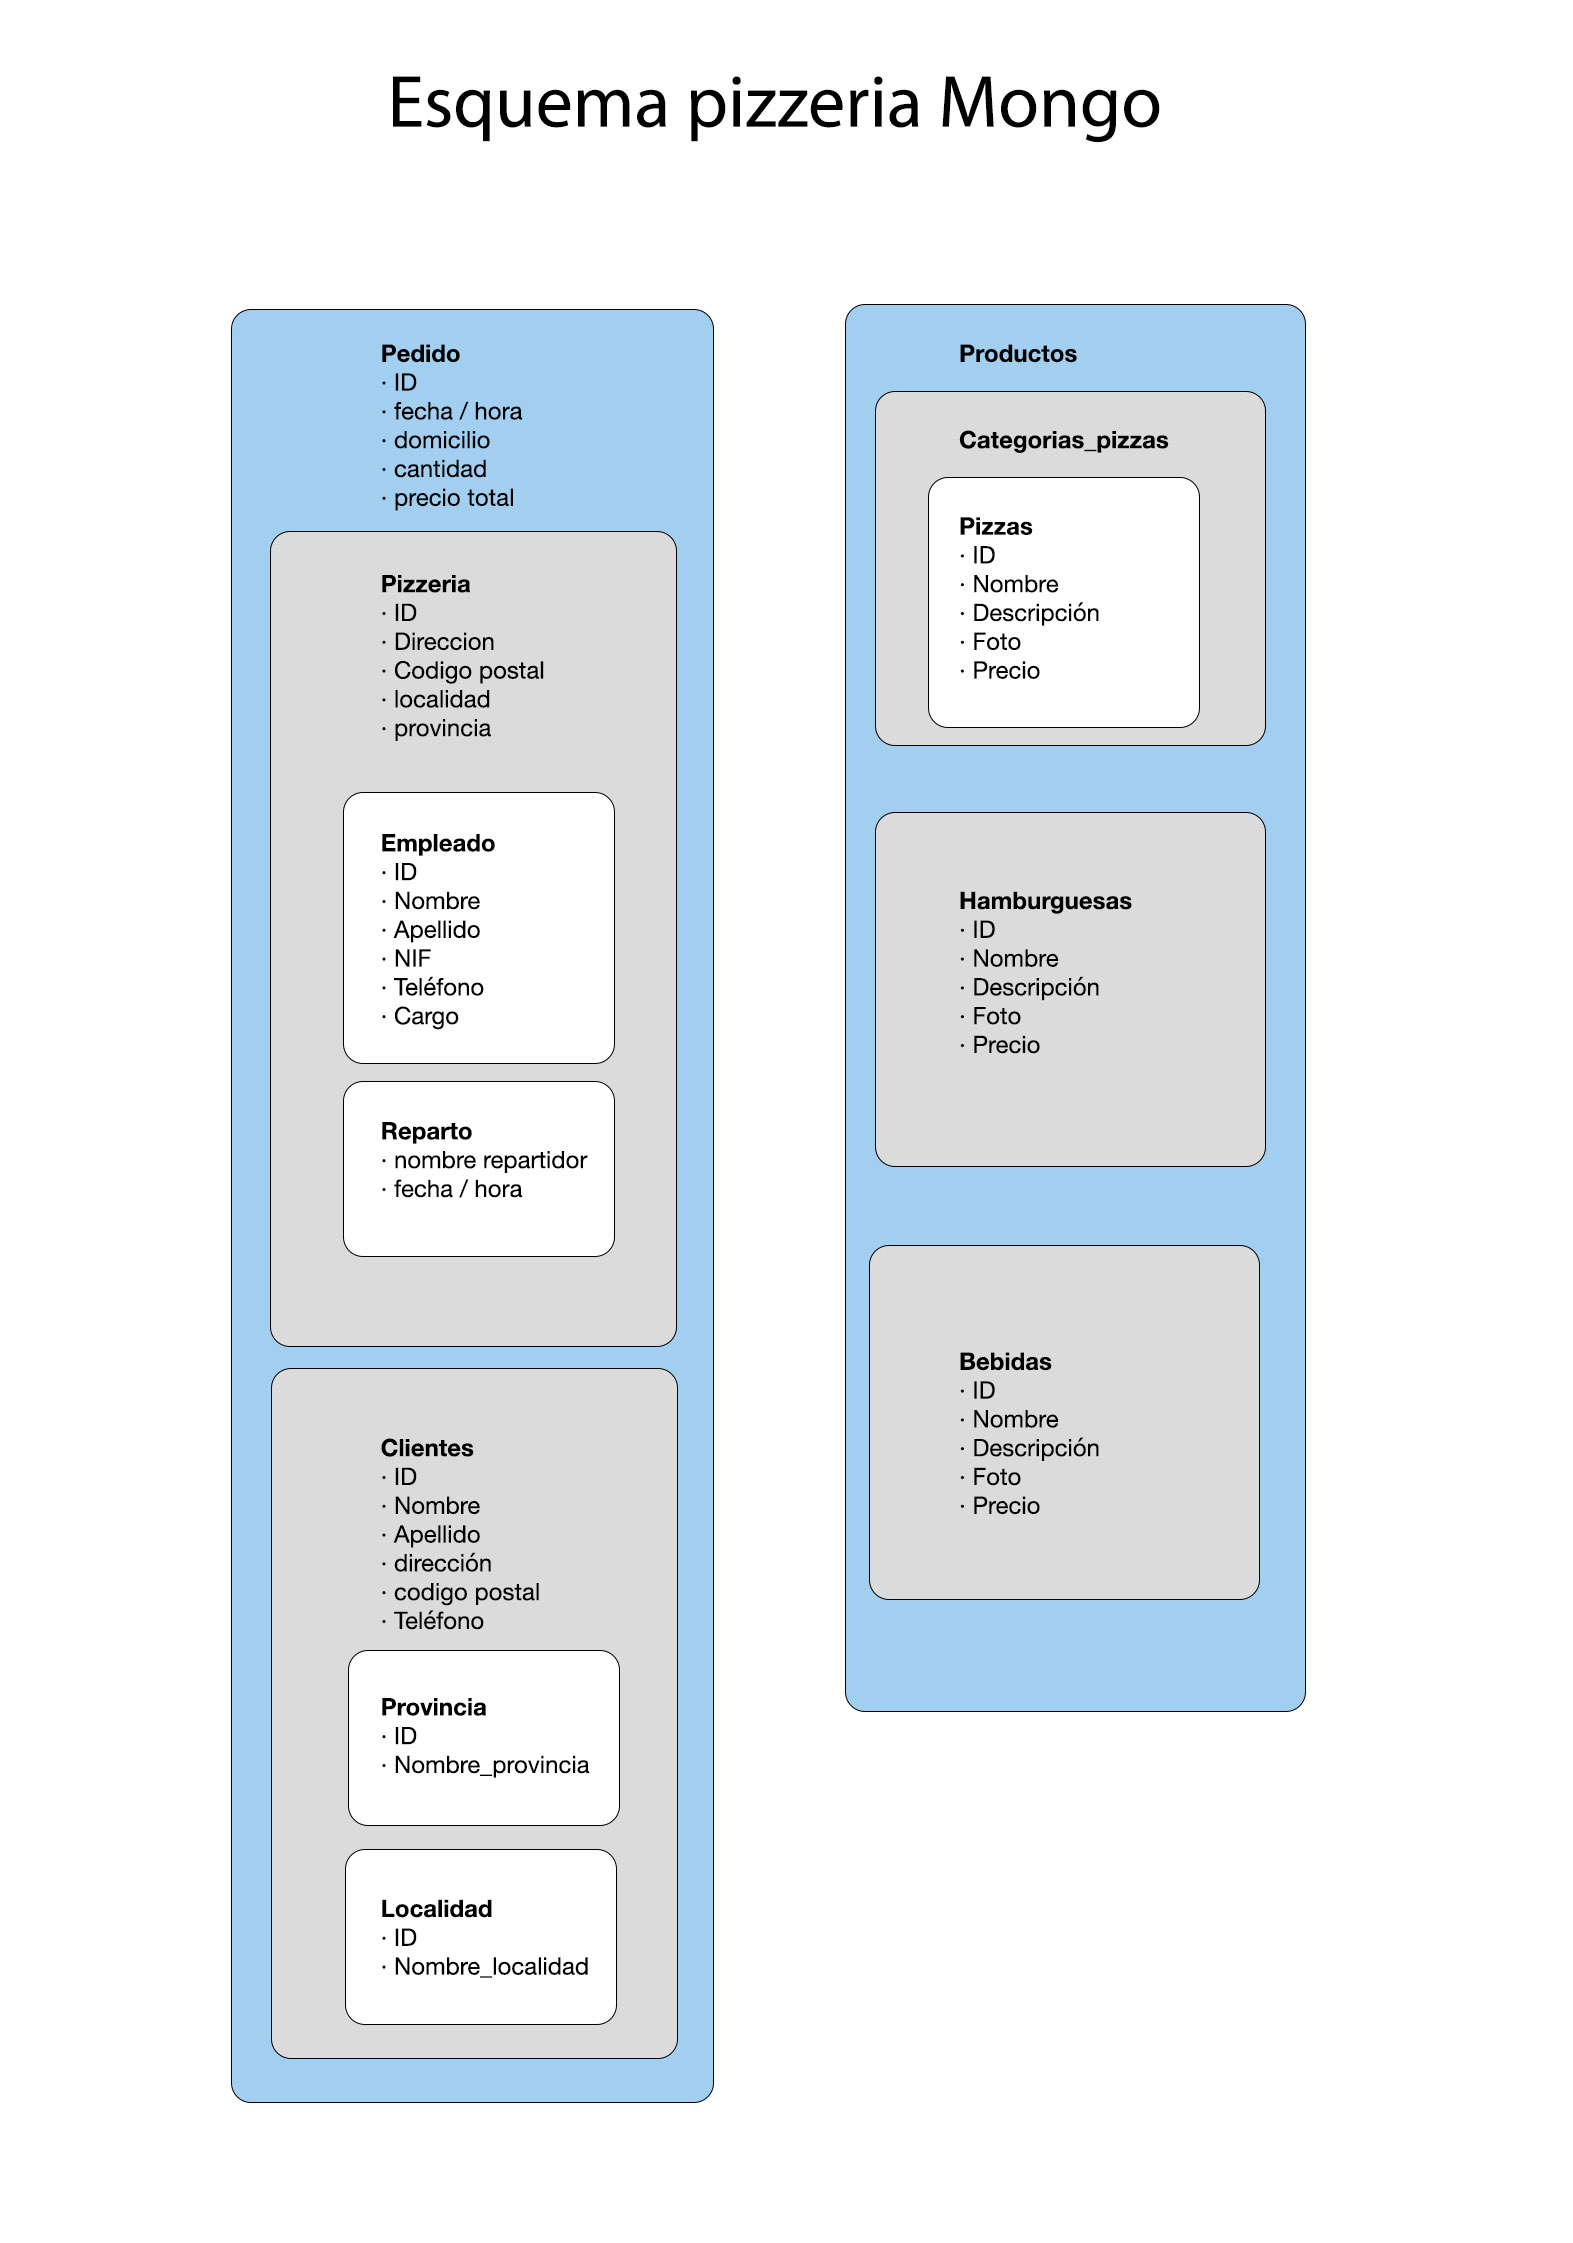 Esquema pizzeria Mongo
Pedido
· ID
· fecha / hora
· domicilio
· cantidad
· precio total
Pizzeria
· ID
· Direccion
· Codigo postal
· localidad
· provincia
Empleado
· ID
· Nombre
· Apellido
· NIF
· Teléfono
· Cargo
Reparto
· nombre repartidor
· fecha / hora
Clientes
· ID
· Nombre
· Apellido
· dirección
· codigo postal
· Teléfono
Provincia
· ID
· Nombre_provincia
Localidad
· ID
· Nombre_localidad
Productos
Categorias_pizzas
Pizzas
· ID
· Nombre
· Descripción
· Foto
· Precio
Hamburguesas
· ID
· Nombre
· Descripción
· Foto
· Precio
Bebidas
· ID
· Nombre
· Descripción
· Foto
· Precio